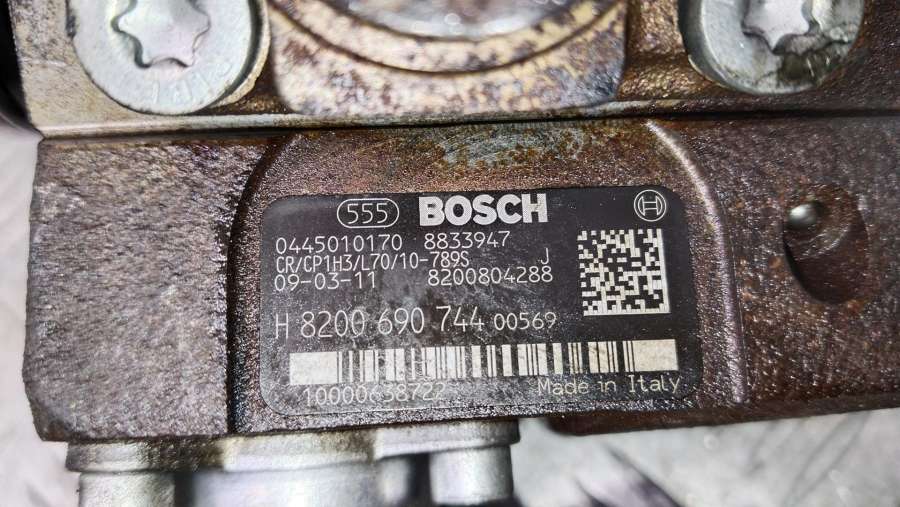 555 BOSCH
0445010170 8833947
CR/CP1H3/L70/10-789S J
09-03-11 8200804288
H 8200 690 744 00569
10000638722
Made in Italy